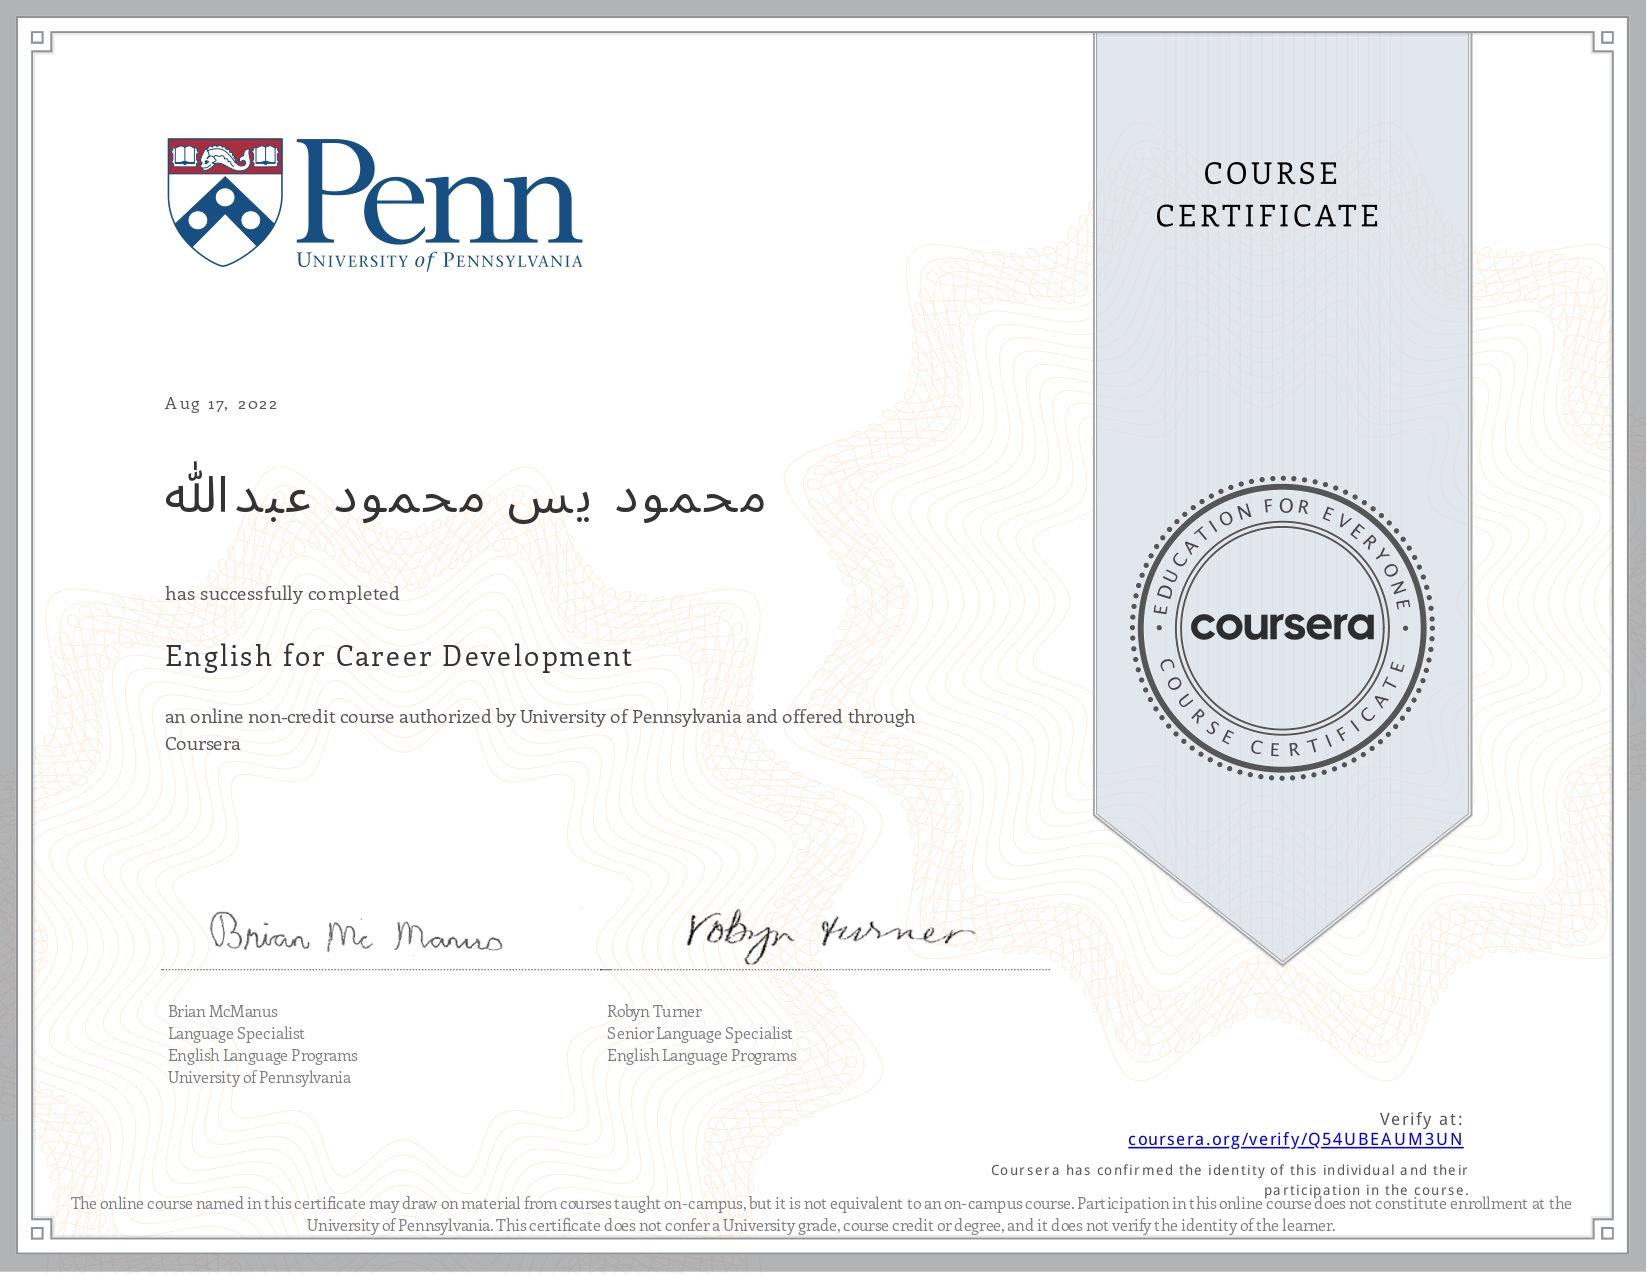 Penn
UNIVERSITY of PENNSYLVANIA
COURSE
CERTIFICATE
Aug 17, 2022
محمود يس محمود عبدالله
has successfully completed
English for Career Development
an online non-credit course authorized by University of Pennsylvania and offered through
Coursera
• EDUCATION FOR EVERYONE •
coursera
COURSE CERTIFICATE
Brian Mc Manus
Robyn turner
Brian McManus
Language Specialist
English Language Programs
University of Pennsylvania
Robyn Turner
Senior Language Specialist
English Language Programs
Verify at:
coursera.org/verify/Q54UBEAUM3UN
Coursera has confirmed the identity of this individual and their
participation in the course.
The online course named in this certificate may draw on material from courses taught on-campus, but it is not equivalent to an on-campus course. Participation in this online course does not constitute enrollment at the
University of Pennsylvania. This certificate does not confer a University grade, course credit or degree, and it does not verify the identity of the learner.